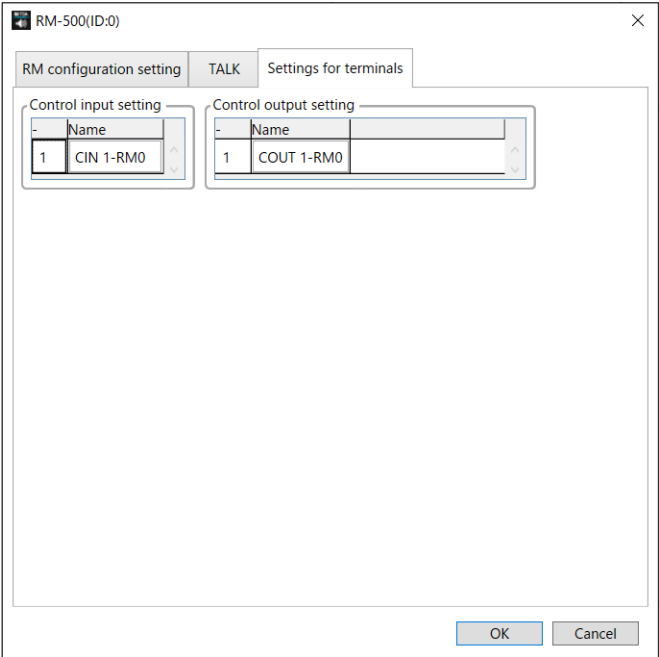 RM-500(ID:0)
RM configuration setting TALK Settings for terminals
Control input setting Control output setting
- Name - Name
1 CIN 1-RM0 1 COUT 1-RM0
OK Cancel